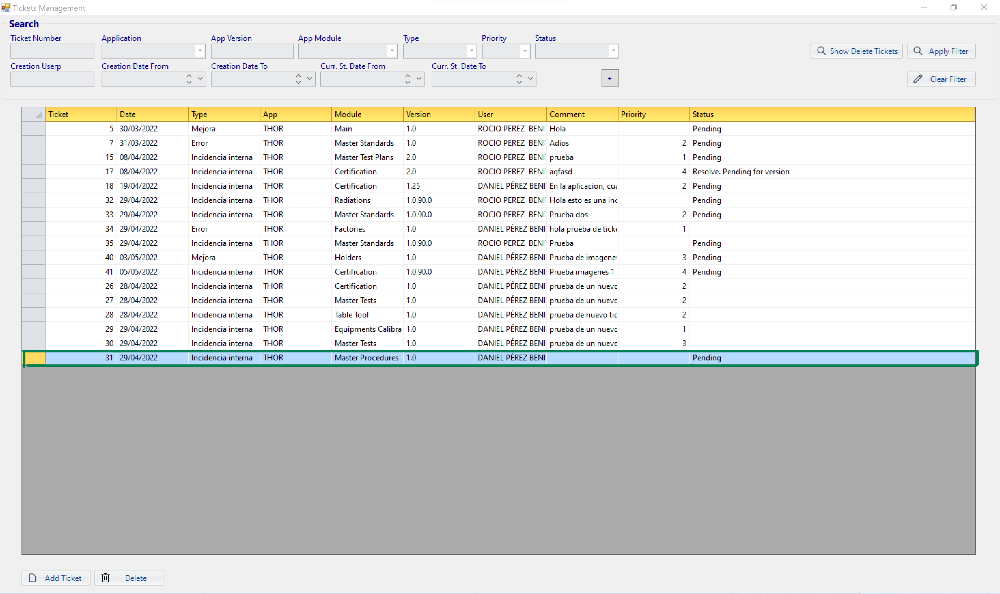 Tickets Management
Search
Ticket Number Application App Version App Module Type Priority Status
Show Delete Tickets Apply Filter
Creation Userp Creation Date From Creation Date To Curr. St. Date From Curr. St. Date To
+ Clear Filter
Ticket Date Type App Module Version User Comment Priority Status
5 30/03/2022 Mejora THOR Main 1.0 ROCIO PEREZ BENI Hola Pending
7 31/03/2022 Error THOR Master Standards 1.0 ROCIO PEREZ BENI Adios 2 Pending
15 08/04/2022 Incidencia interna THOR Master Test Plans 2.0 ROCIO PEREZ BENI prueba 1 Pending
17 08/04/2022 Incidencia interna THOR Certification 2.0 ROCIO PEREZ BENI agfasd 4 Resolve. Pending for version
18 19/04/2022 Incidencia interna THOR Certification 1.25 DANIEL PÉREZ BENI En la aplicacion, cua 2 Pending
32 29/04/2022 Incidencia interna THOR Radiations 1.0.90.0 ROCIO PEREZ BENI Hola esto es una inc Pending
33 29/04/2022 Incidencia interna THOR Master Standards 1.0.90.0 ROCIO PEREZ BENI Prueba dos 2 Pending
34 29/04/2022 Error THOR Factories 1.0 DANIEL PÉREZ BENI hola prueba de ticke 1
35 29/04/2022 Incidencia interna THOR Master Standards 1.0.90.0 ROCIO PEREZ BENI Prueba Pending
40 03/05/2022 Mejora THOR Holders 1.0 DANIEL PÉREZ BENI Prueba de imagenes 3 Pending
41 05/05/2022 Incidencia interna THOR Certification 1.0.90.0 DANIEL PÉREZ BENI Prueba imagenes 1 4 Pending
26 28/04/2022 Incidencia interna THOR Certification 1.0 DANIEL PÉREZ BENI prueba de un nuevo 2
27 28/04/2022 Incidencia interna THOR Master Tests 1.0 DANIEL PÉREZ BENI prueba de un nuevo 2
28 28/04/2022 Incidencia interna THOR Table Tool 1.0 DANIEL PÉREZ BENI prueba de nuevo tic 2
29 29/04/2022 Incidencia interna THOR Equipments Calibra 1.0 DANIEL PÉREZ BENI prueba de un nuevo 1
30 29/04/2022 Incidencia interna THOR Master Tests 1.0 DANIEL PÉREZ BENI prueba de un nuevo 3
31 29/04/2022 Incidencia interna THOR Master Procedures 1.0 DANIEL PÉREZ BENI Pending
Add Ticket Delete